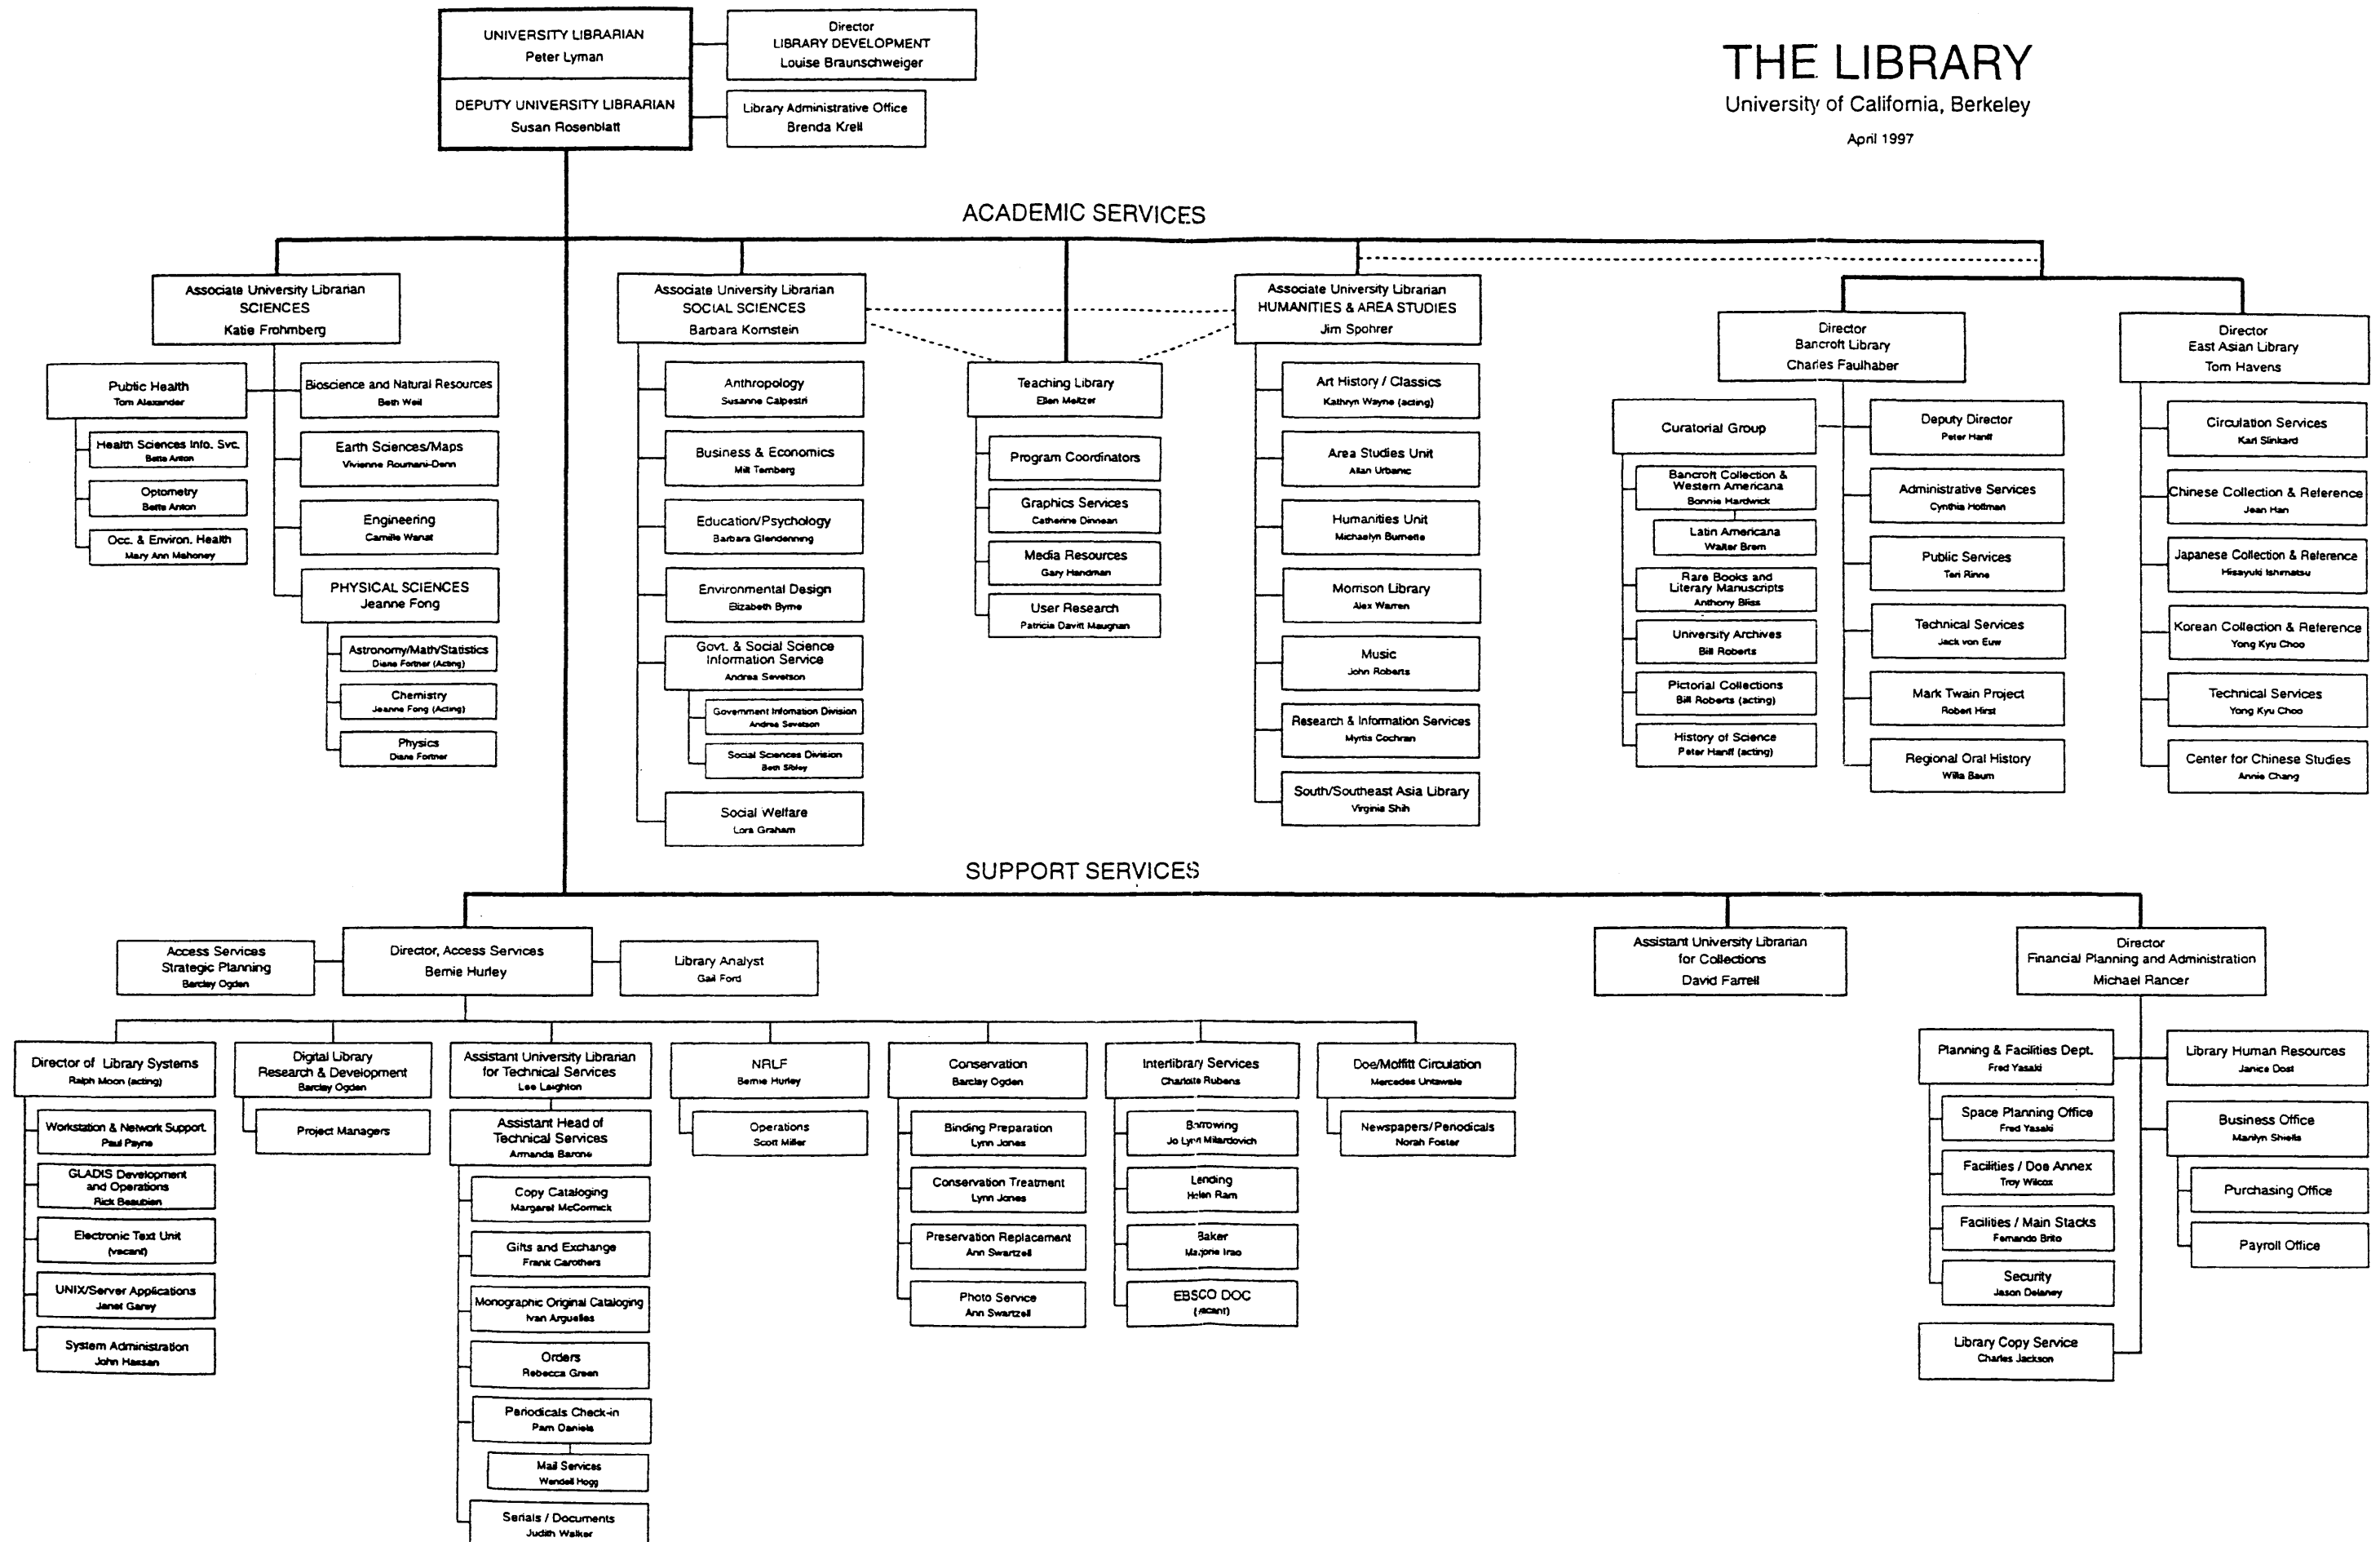 THE LIBRARY
University of California, Berkeley
April 1997
UNIVERSITY LIBRARIAN
Peter Lyman
DEPUTY UNIVERSITY LIBRARIAN
Susan Rosenblatt
Director
LIBRARY DEVELOPMENT
Louise Braunschweiger
Library Administrative Office
Brenda Krell
ACADEMIC SERVICES
Associate University Librarian
SCIENCES
Katie Frohmberg
Public Health
Tom Alexander
Health Sciences Info. Svc.
Bette Anton
Optometry
Bette Anton
Occ. & Environ. Health
Mary Ann Mahoney
Bioscience and Natural Resources
Beth Weil
Earth Sciences/Maps
Vivienne Roumani-Denn
Engineering
Camille Wanat
PHYSICAL SCIENCES
Jeanne Fong
Astronomy/Math/Statistics
Diane Fortner (Acting)
Chemistry
Jeanne Fong (Acting)
Physics
Diane Fortner
Associate University Librarian
SOCIAL SCIENCES
Barbara Kornstein
Anthropology
Susanne Calpestri
Business & Economics
Milt Ternberg
Education/Psychology
Barbara Glendenning
Environmental Design
Elizabeth Byrne
Govt. & Social Science
Information Service
Andrea Sevetson
Government Infomation Division
Andrea Sevetson
Social Sciences Division
Beth Sibley
Social Welfare
Lora Graham
Teaching Library
Ellen Meltzer
Program Coordinators
Graphics Services
Catherine Dinnean
Media Resources
Gary Handman
User Research
Patricia Davitt Maughan
Associate University Librarian
HUMANITIES & AREA STUDIES
Jim Spohrer
Art History / Classics
Kathryn Wayne (acting)
Area Studies Unit
Allan Urbanic
Humanities Unit
Michaelyn Burnette
Morrison Library
Alex Warren
Music
John Roberts
Research & Information Services
Myrtis Cochran
South/Southeast Asia Library
Virginia Shih
Director
Bancroft Library
Charles Faulhaber
Curatorial Group
Bancroft Collection &
Western Americana
Bonnie Hardwick
Latin Americana
Walter Brem
Rare Books and
Literary Manuscripts
Anthony Bliss
University Archives
Bill Roberts
Pictorial Collections
Bill Roberts (acting)
History of Science
Peter Hanff (acting)
Deputy Director
Peter Hanff
Administrative Services
Cynthia Hoffman
Public Services
Teri Rinne
Technical Services
Jack von Euw
Mark Twain Project
Robert Hirst
Regional Oral History
Willa Baum
Director
East Asian Library
Tom Havens
Circulation Services
Karl Slinkard
Chinese Collection & Reference
Jean Han
Japanese Collection & Reference
Hisayuki Ishimatsu
Korean Collection & Reference
Yong Kyu Choo
Technical Services
Yong Kyu Choo
Center for Chinese Studies
Annie Chang
SUPPORT SERVICES
Access Services
Strategic Planning
Barclay Ogden
Director, Access Services
Bernie Hurley
Library Analyst
Gail Ford
Director of Library Systems
Ralph Moon (acting)
Workstation & Network Support.
Paul Payne
GLADIS Development
and Operations
Rick Beaubien
Electronic Text Unit
(vacant)
UNIX/Server Applications
Janet Garey
System Administration
John Hassan
Digital Library
Research & Development
Barclay Ogden
Project Managers
Assistant University Librarian
for Technical Services
Lee Leighton
Assistant Head of
Technical Services
Armanda Barone
Copy Cataloging
Margaret McCormick
Gifts and Exchange
Frank Carothers
Monographic Original Cataloging
Ivan Arguelles
Orders
Rebecca Green
Periodicals Check-in
Pam Daniels
Mail Services
Wendell Hogg
Serials / Documents
Judith Walker
NRLF
Bernie Hurley
Operations
Scott Miller
Conservation
Barclay Ogden
Binding Preparation
Lynn Jones
Conservation Treatment
Lynn Jones
Preservation Replacement
Ann Swartzell
Photo Service
Ann Swartzell
Interlibrary Services
Charlotte Rubens
Borrowing
Jo Lynn Milardovich
Lending
Helen Ram
Baker
Marjorie
EBSCO DOC
(vacant)
Doe/Moffitt Circulation
Mercedes Untawale
Newspapers/Periodicals
Norah Foster
Assistant University Librarian
for Collections
David Farrell
Director
Financial Planning and Administration
Michael Rancer
Planning & Facilities Dept.
Fred Yasaki
Space Planning Office
Fred Yasaki
Facilities / Doe Annex
Troy Wilcox
Facilities / Main Stacks
Fernando Brito
Security
Jason Delaney
Library Copy Service
Charles Jackson
Library Human Resources
Janice Dost
Business Office
Marilyn Shiells
Purchasing Office
Payroll Office